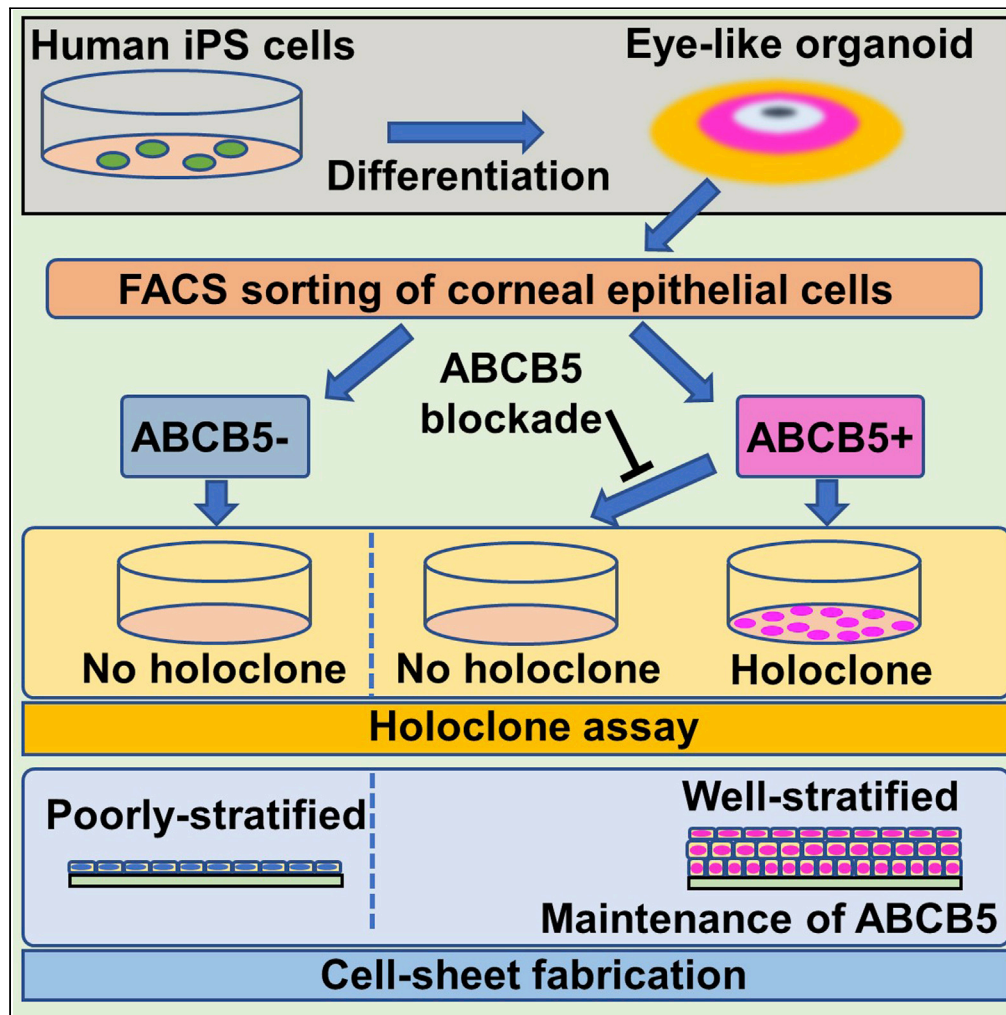 Human iPS cells
Eye-like organoid
Differentiation
FACS sorting of corneal epithelial cells
ABCB5
blockade
ABCB5-
ABCB5+
No holoclone
No holoclone
Holoclone
Holoclone assay
Poorly-stratified
Well-stratified
Maintenance of ABCB5
Cell-sheet fabrication